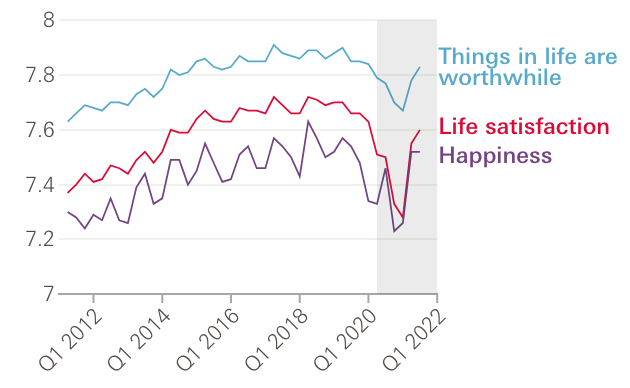 8
7.8
7.6
7.4
7.2
7
Things in life are
worthwhile
Life satisfaction
Happiness
Q1 2012
Q1 2014
Q1 2016
Q1 2018
Q1 2020
Q1 2022